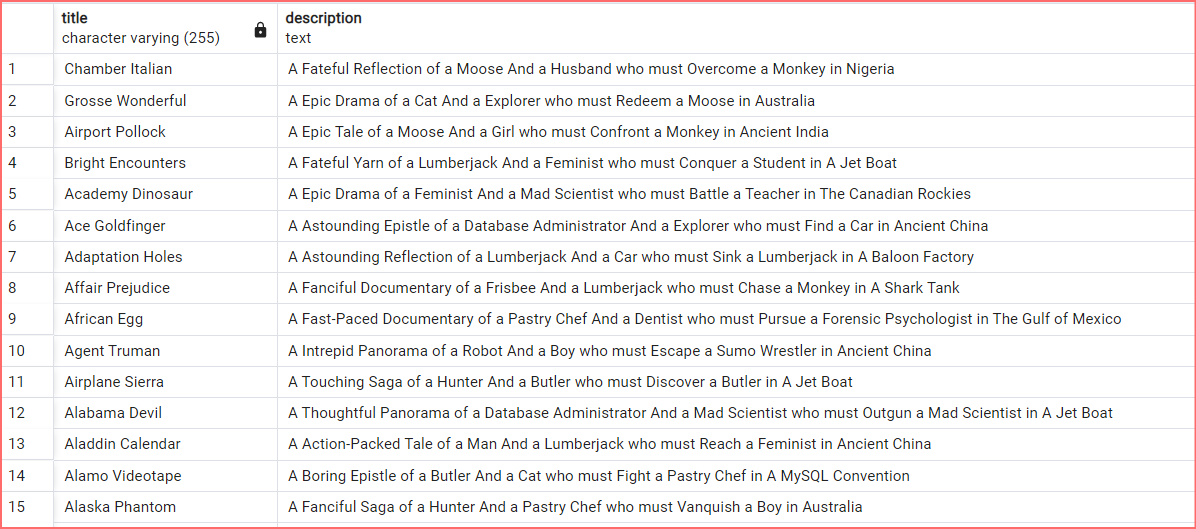 title description
character varying (255) text
1 Chamber Italian A Fateful Reflection of a Moose And a Husband who must Overcome a Monkey in Nigeria
2 Grosse Wonderful A Epic Drama of a Cat And a Explorer who must Redeem a Moose in Australia
3 Airport Pollock A Epic Tale of a Moose And a Girl who must Confront a Monkey in Ancient India
4 Bright Encounters A Fateful Yarn of a Lumberjack And a Feminist who must Conquer a Student in A Jet Boat
5 Academy Dinosaur A Epic Drama of a Feminist And a Mad Scientist who must Battle a Teacher in The Canadian Rockies
6 Ace Goldfinger A Astounding Epistle of a Database Administrator And a Explorer who must Find a Car in Ancient China
7 Adaptation Holes A Astounding Reflection of a Lumberjack And a Car who must Sink a Lumberjack in A Baloon Factory
8 Affair Prejudice A Fanciful Documentary of a Frisbee And a Lumberjack who must Chase a Monkey in A Shark Tank
9 African Egg A Fast-Paced Documentary of a Pastry Chef And a Dentist who must Pursue a Forensic Psychologist in The Gulf of Mexico
10 Agent Truman A Intrepid Panorama of a Robot And a Boy who must Escape a Sumo Wrestler in Ancient China
11 Airplane Sierra A Touching Saga of a Hunter And a Butler who must Discover a Butler in A Jet Boat
12 Alabama Devil A Thoughtful Panorama of a Database Administrator And a Mad Scientist who must Outgun a Mad Scientist in A Jet Boat
13 Aladdin Calendar A Action-Packed Tale of a Man And a Lumberjack who must Reach a Feminist in Ancient China
14 Alamo Videotape A Boring Epistle of a Butler And a Cat who must Fight a Pastry Chef in A MySQL Convention
15 Alaska Phantom A Fanciful Saga of a Hunter And a Pastry Chef who must Vanquish a Boy in Australia